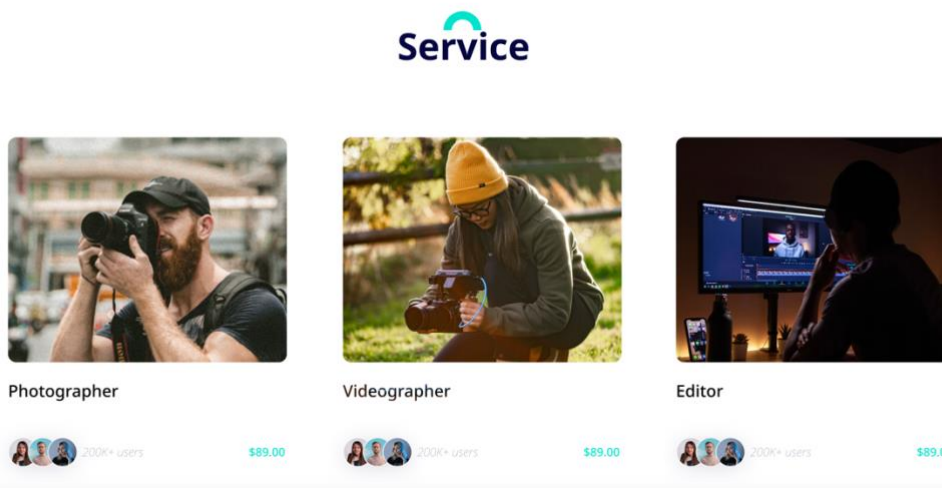 Service
Photographer
Videographer
Editor
200K+ users
$89.00
200K+ users
$89.00
200K+ users